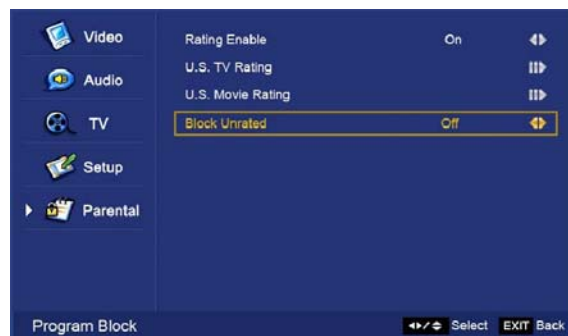 Video
Audio
TV
Setup
Parental
Rating Enable On
U.S. TV Rating
U.S. Movie Rating
Block Unrated Off
Program Block Select EXIT Back